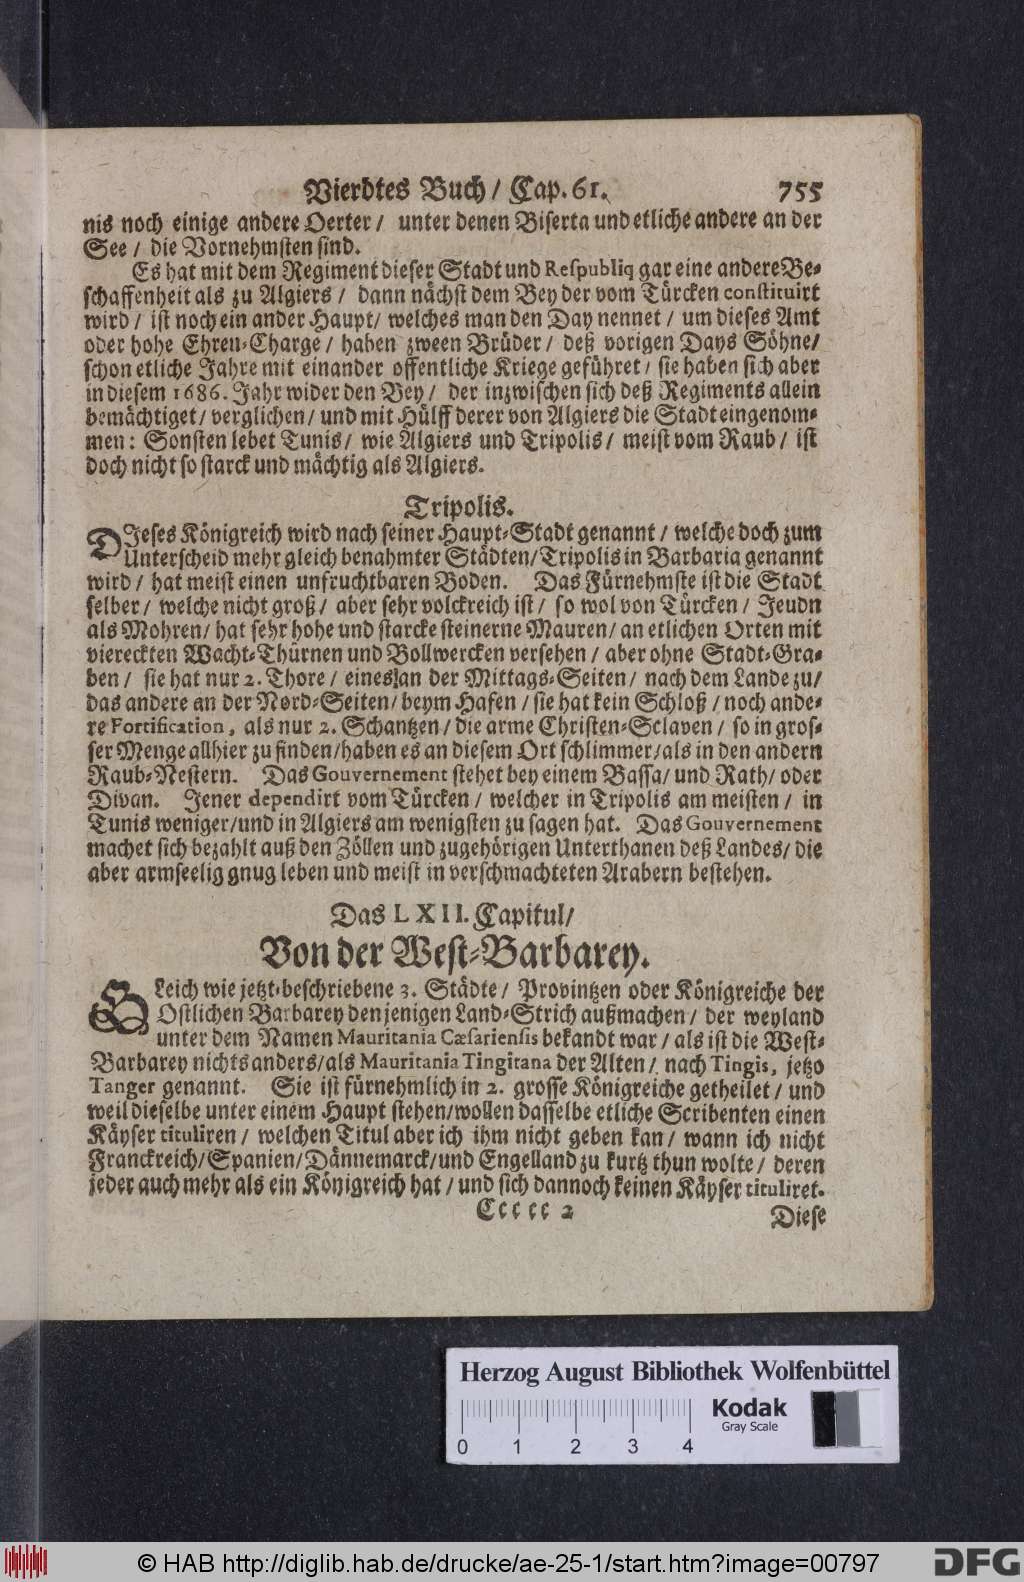 Vierdtes Buch / Cap. 61. 755
nis noch einige andere Oerter / unter denen Biserta und etliche andere an der
See / die Vornehmsten sind.
Es hat mit dem Regiment dieser Stadt und Respubliq gar eine andere Be-
schaffenheit als zu Algiers / dann nächst dem Bey der vom Türcken constituirt
wird / ist noch ein ander Haupt / welches man den Day nennet / um dieses Amt
oder hohe Ehren-Charge / haben zween Brüder / deß vorigen Days Söhne /
schon etliche Jahre mit einander offentliche Kriege geführet / sie haben sich aber
in diesem 1686. Jahr wider den Bey / der inzwischen sich deß Regiments allein
bemächtiget / verglichen / und mit Hülff derer von Algiers die Stadt eingenom-
men: Sonsten lebet Tunis / wie Algiers und Tripolis / meist vom Raub / ist
doch nicht so starck und mächtig als Algiers.
Tripolis.
DJeses Königreich wird nach seiner Haupt-Stadt genannt / welche doch zum
Unterscheid mehr gleich benahmter Städten / Tripolis in Barbaria genannt
wird / hat meist einen unfruchtbaren Boden. Das Fürnehmste ist die Stadt
selber / welche nicht groß / aber sehr volckreich ist / so wol von Türcken / Jeudn
als Mohren / hat sehr hohe und starcke steinerne Mauren / an etlichen Orten mit
viereckten Wacht-Thürnen und Bollwercken versehen / aber ohne Stadt-Gra-
ben / sie hat nur 2. Thore / eines an der Mittags-Seiten / nach dem Lande zu /
das andere an der Nord-Seiten / beym Hafen / sie hat kein Schloß / noch ande-
re Fortification, als nur 2. Schantzen / die arme Christen-Sclaven / so in gros-
ser Menge allhier zu finden / haben es an diesem Ort schlimmer / als in den andern
Raub-Nestern. Das Gouvernement stehet bey einem Bassa / und Rath / oder
Divan. Jener dependirt vom Türcken / welcher in Tripolis am meisten / in
Tunis weniger / und in Algiers am wenigsten zu sagen hat. Das Gouvernement
machet sich bezahlt auß den Zöllen und zugehörigen Unterthanen deß Landes / die
aber armseelig gnug leben und meist in verschmachteten Arabern bestehen.
Das LXII. Capitul /
Von der West-Barbarey.
GLeich wie jetzt-beschriebene 3. Städte / Provintzen oder Königreiche der
Ostlichen Barbarey den jenigen Land-Strich außmachen / der weyland
unter dem Namen Mauritania Cæsariensis bekandt war / als ist die West-
Barbarey nichts anders / als Mauritania Tingitana der Alten / nach Tingis, jetzo
Tanger genannt. Sie ist fürnehmlich in 2. grosse Königreiche getheilet / und
weil dieselbe unter einem Haupt stehen / wollen dasselbe etliche Scribenten einen
Käyser tituliren / welchen Titul aber ich ihm nicht geben kan / wann ich nicht
Franckreich / Spanien / Dännemarck / und Engelland zu kurtz thun wolte / deren
jeder auch mehr als ein Königreich hat / und sich dannoch keinen Käyser tituliret.
Ccccc 2 Diese
Herzog August Bibliothek Wolfenbüttel
Kodak
Gray Scale
0 1 2 3 4
© HAB http://diglib.hab.de/drucke/ae-25-1/start.htm?image=00797
DFG